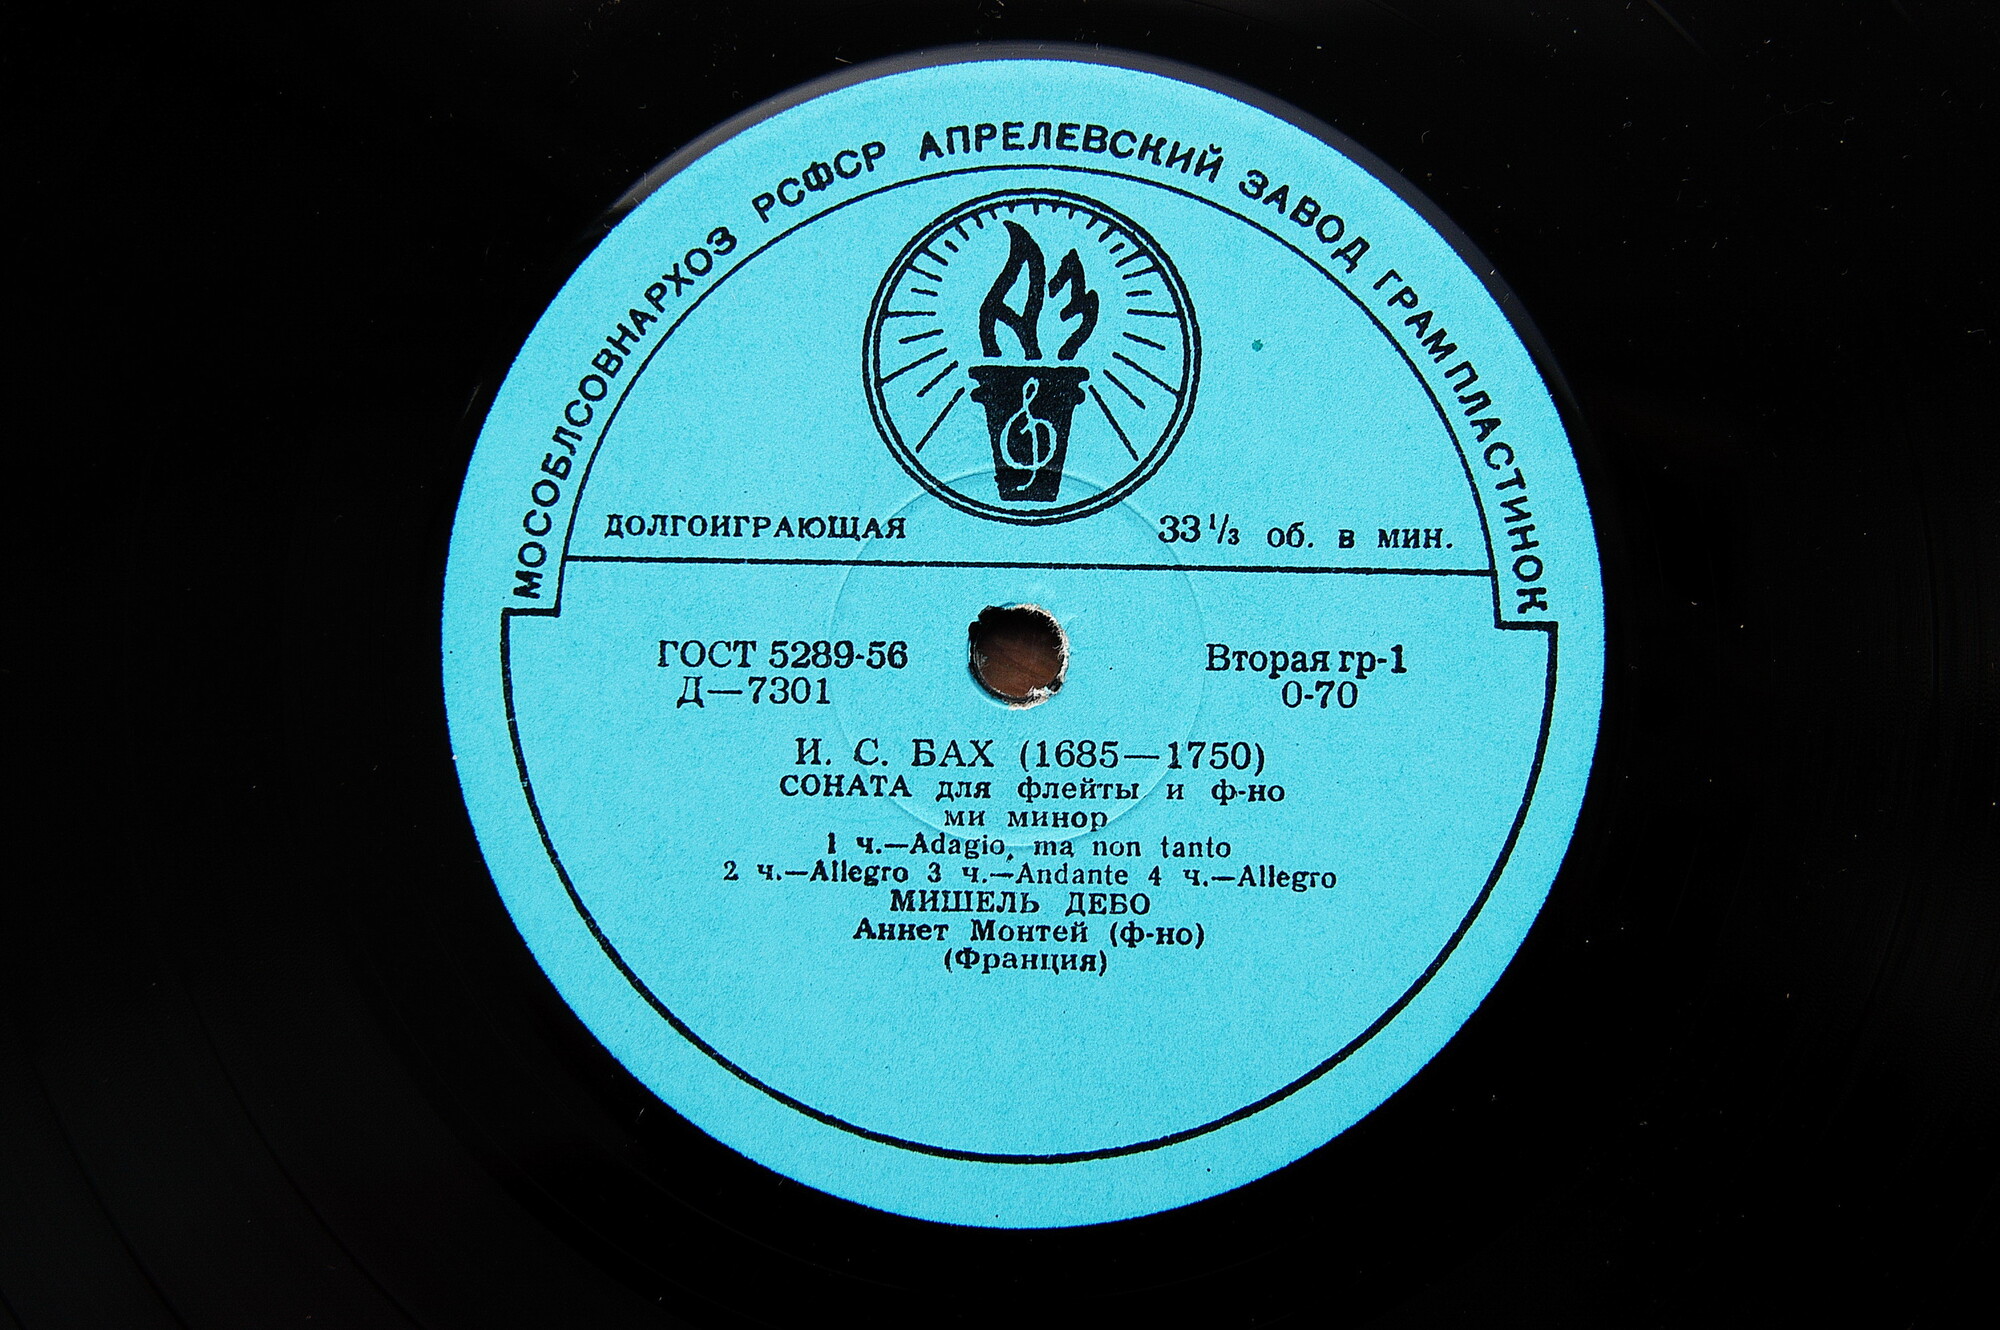 МОСОБЛСОВНАРХОЗ РСФСР АПРЕЛЕВСКИЙ ЗАВОД ГРАМПЛАСТИНОК
АЗ
ДОЛГОИГРАЮЩАЯ 33 1/3 об. в мин.
ГОСТ 5289-56 Вторая гр-1
Д—7301 0-70
И. С. БАХ (1685—1750)
СОНАТА для флейты и ф-но
ми минор
1 ч.—Adagio, ma non tanto
2 ч.—Allegro 3 ч.—Andante 4 ч.—Allegro
МИШЕЛЬ ДЕБО
Аннет Монтей (ф-но)
(Франция)